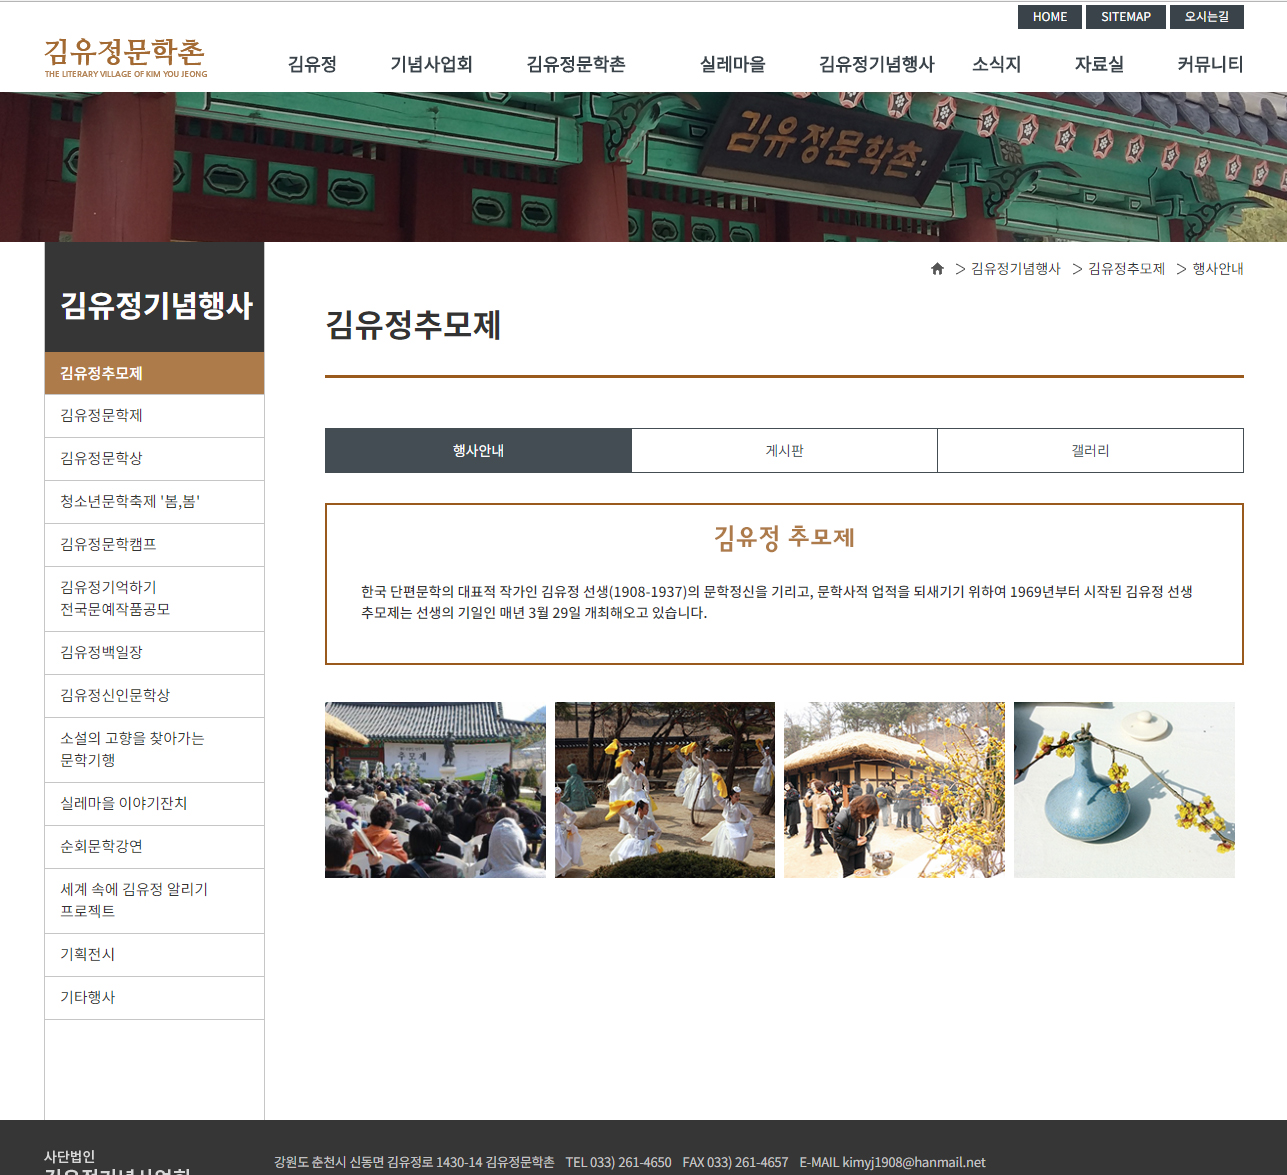 HOME
SITEMAP
오시는길
김유정문학촌
THE LITERARY VILLAGE OF KIM YOU JEONG
김유정
기념사업회
김유정문학촌
실레마을
김유정기념행사
소식지
자료실
커뮤니티
김유정문학촌
> 김유정기념행사 > 김유정추모제 > 행사안내
김유정기념행사
김유정추모제
김유정문학제
김유정문학상
청소년문학축제 '봄,봄'
김유정문학캠프
김유정기억하기
전국문예작품공모
김유정백일장
김유정신인문학상
소설의 고향을 찾아가는
문학기행
실레마을 이야기잔치
순회문학강연
세계 속에 김유정 알리기
프로젝트
기획전시
기타행사
김유정추모제
행사안내
게시판
갤러리
김유정 추모제
한국 단편문학의 대표적 작가인 김유정 선생(1908-1937)의 문학정신을 기리고, 문학사적 업적을 되새기기 위하여 1969년부터 시작된 김유정 선생
추모제는 선생의 기일인 매년 3월 29일 개최해오고 있습니다.
추모제
사단법인
김유정기념사업회
강원도 춘천시 신동면 김유정로 1430-14 김유정문학촌 TEL 033) 261-4650 FAX 033) 261-4657 E-MAIL kimyj1908@hanmail.net